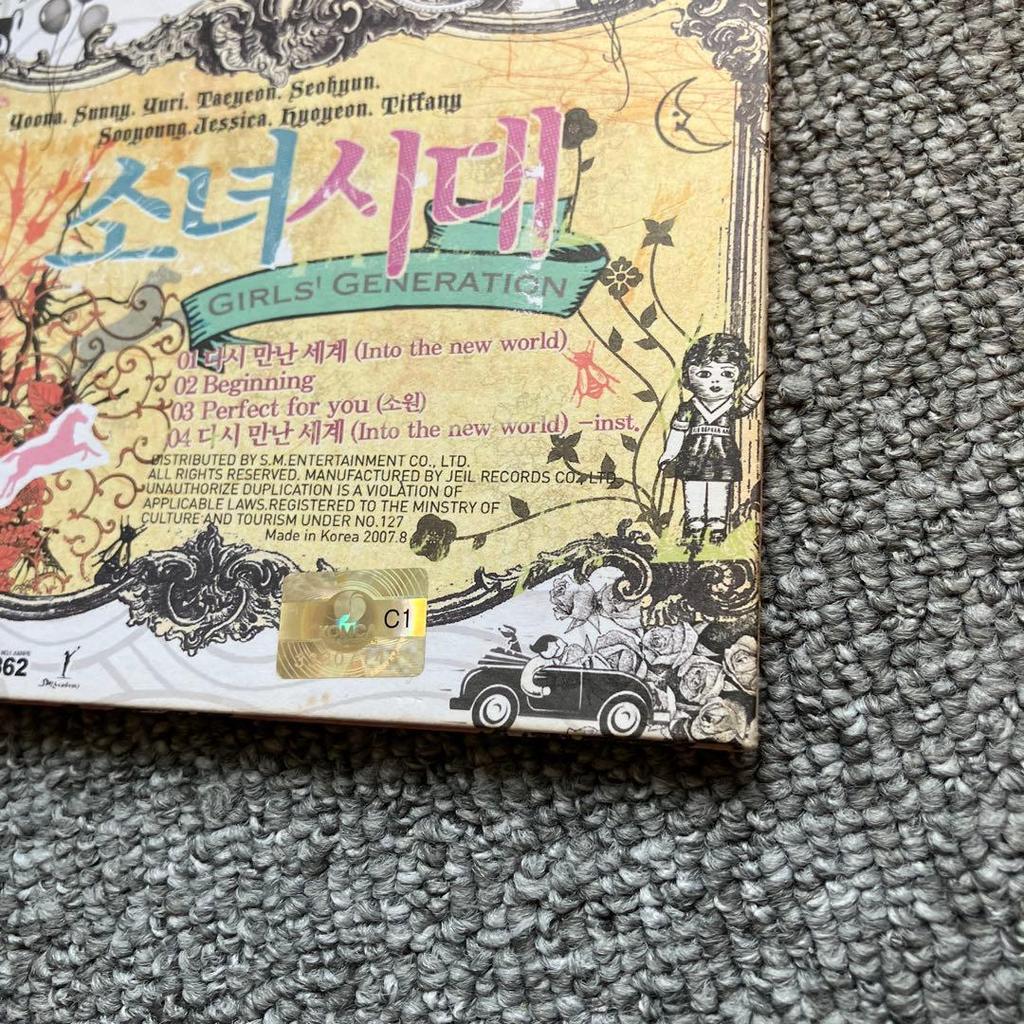 Yoona. Sunny. Yuri. Taeyeon. Seohyun.
Sooyoung.Jessica. Hyoyeon. Tiffany
소녀시대
GIRLS' GENERATION
01 다시 만난 세계 (Into the new world)
02 Beginning
03 Perfect for you (소원)
04 다시 만난 세계 (Into the new world) -inst.
DISTRIBUTED BY S.M.ENTERTAINMENT CO., LTD.
ALL RIGHTS RESERVED. MANUFACTURED BY JEIL RECORDS CO., LTD.
UNAUTHORIZE DUPLICATION IS A VIOLATION OF
APPLICABLE LAWS.REGISTERED TO THE MINSTRY OF
CULTURE AND TOURISM UNDER NO.127
Made in Korea 2007.8
C1
362